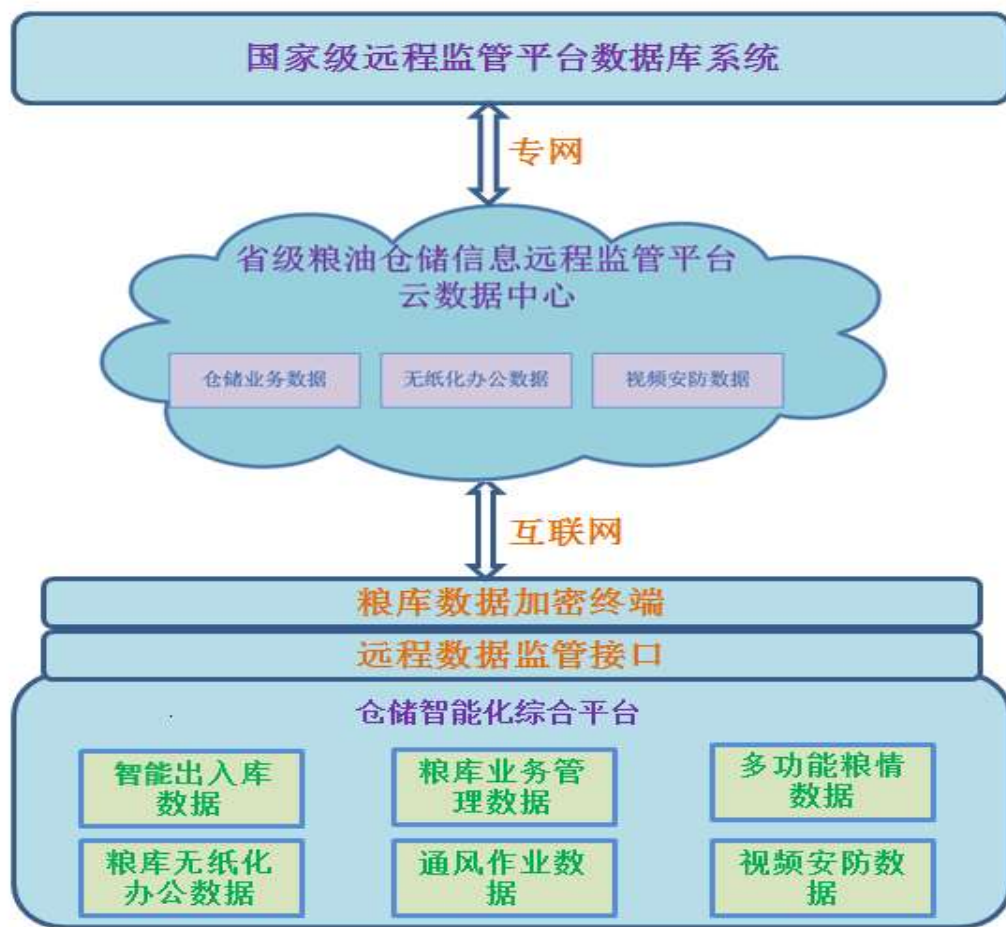 国家级远程监管平台数据库系统
专网
省级粮油仓储信息远程监管平台
云数据中心
仓储业务数据
无纸化办公数据
视频安防数据
互联网
粮库数据加密终端
远程数据监管接口
仓储智能化综合平台
智能出入库
数据
粮库业务管
理数据
多功能粮情
数据
粮库无纸化
办公数据
通风作业数
据
视频安防数
据